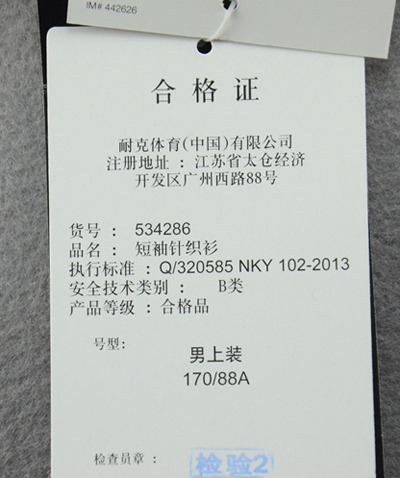 IM# 442626
合格证
耐克体育(中国)有限公司
注册地址：江苏省太仓经济
开发区广州西路88号
货号： 534286
品名： 短袖针织衫
执行标准：Q/320585 NKY 102-2013
安全技术类别： B类
产品等级：合格品
号型：
男上装
170/88A
检查员章：
检验2